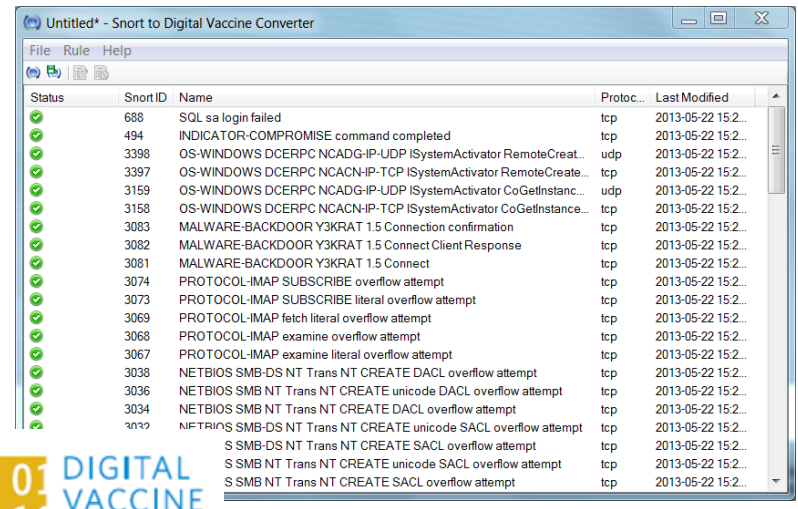 Untitled* - Snort to Digital Vaccine Converter
File Rule Help
Status Snort ID Name Protoc... Last Modified
688 SQL sa login failed tcp 2013-05-22 15:2...
494 INDICATOR-COMPROMISE command completed tcp 2013-05-22 15:2...
3398 OS-WINDOWS DCERPC NCADG-IP-UDP ISystemActivator RemoteCreat... udp 2013-05-22 15:2...
3397 OS-WINDOWS DCERPC NCACN-IP-TCP ISystemActivator RemoteCreate... tcp 2013-05-22 15:2...
3159 OS-WINDOWS DCERPC NCADG-IP-UDP ISystemActivator CoGetInstanc... udp 2013-05-22 15:2...
3158 OS-WINDOWS DCERPC NCACN-IP-TCP ISystemActivator CoGetInstance... tcp 2013-05-22 15:2...
3083 MALWARE-BACKDOOR Y3KRAT 1.5 Connection confirmation tcp 2013-05-22 15:2...
3082 MALWARE-BACKDOOR Y3KRAT 1.5 Connect Client Response tcp 2013-05-22 15:2...
3081 MALWARE-BACKDOOR Y3KRAT 1.5 Connect tcp 2013-05-22 15:2...
3074 PROTOCOL-IMAP SUBSCRIBE overflow attempt tcp 2013-05-22 15:2...
3073 PROTOCOL-IMAP SUBSCRIBE literal overflow attempt tcp 2013-05-22 15:2...
3069 PROTOCOL-IMAP fetch literal overflow attempt tcp 2013-05-22 15:2...
3068 PROTOCOL-IMAP examine overflow attempt tcp 2013-05-22 15:2...
3067 PROTOCOL-IMAP examine literal overflow attempt tcp 2013-05-22 15:2...
3038 NETBIOS SMB-DS NT Trans NT CREATE DACL overflow attempt tcp 2013-05-22 15:2...
3036 NETBIOS SMB NT Trans NT CREATE unicode DACL overflow attempt tcp 2013-05-22 15:2...
3034 NETBIOS SMB NT Trans NT CREATE DACL overflow attempt tcp 2013-05-22 15:2...
3032 NETBIOS SMB-DS NT Trans NT CREATE unicode SACL overflow attempt tcp 2013-05-22 15:2...
S SMB-DS NT Trans NT CREATE SACL overflow attempt tcp 2013-05-22 15:2...
S SMB NT Trans NT CREATE unicode SACL overflow attempt tcp 2013-05-22 15:2...
S SMB NT Trans NT CREATE SACL overflow attempt tcp 2013-05-22 15:2...
01 DIGITAL
VACCINE